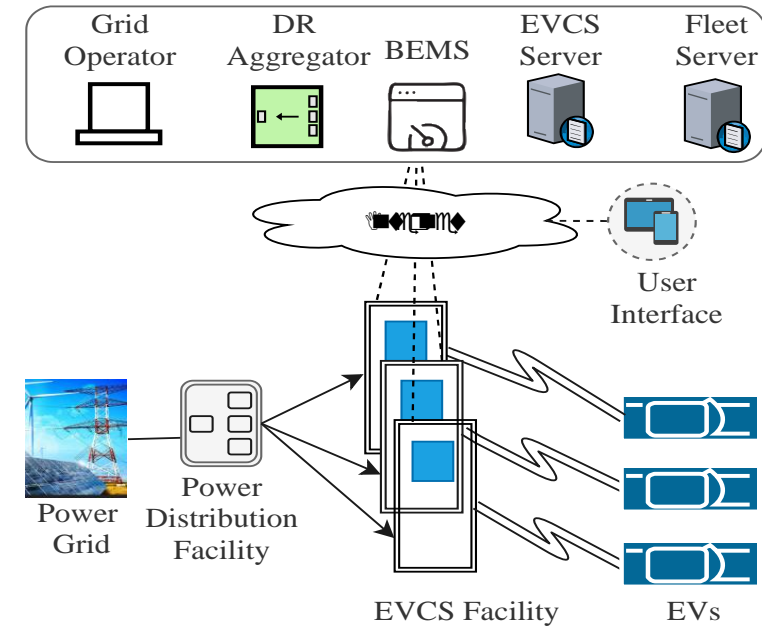 Grid
Operator
DR
Aggregator
BEMS
EVCS
Server
Fleet
Server
User
Interface
Power
Grid
Power
Distribution
Facility
EVCS Facility
EVs